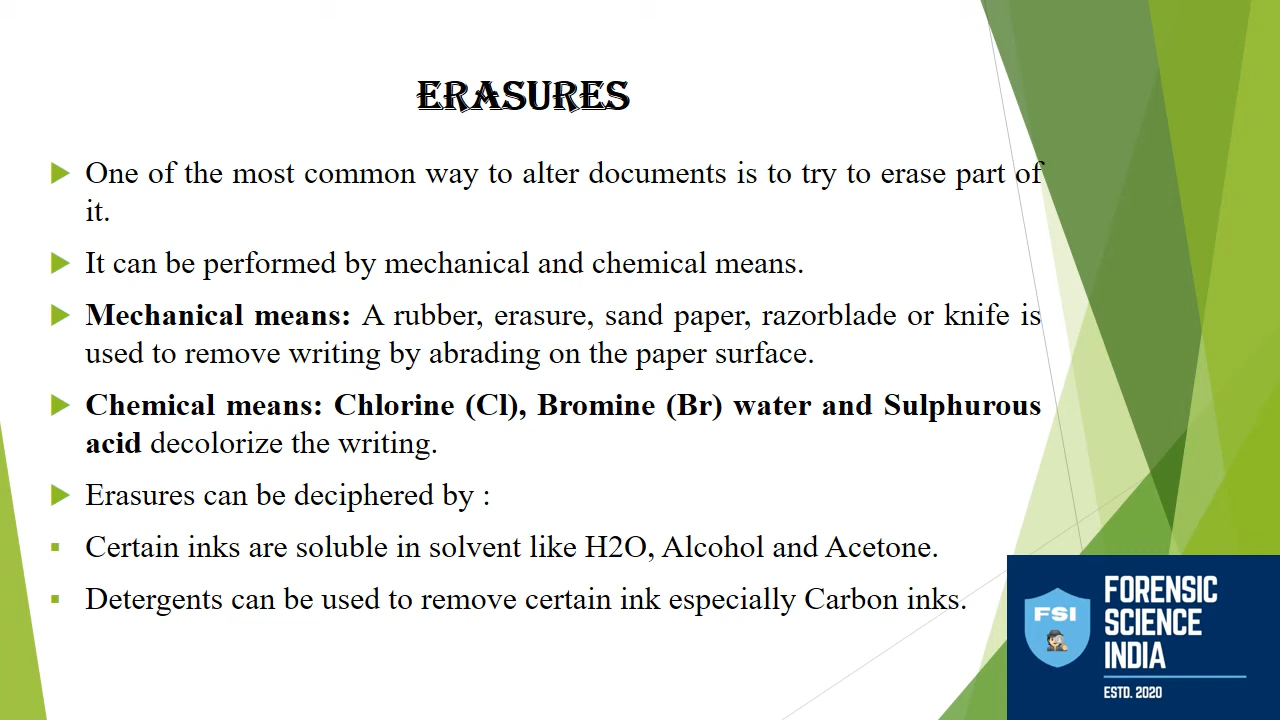 ERASURES
One of the most common way to alter documents is to try to erase part of
it.
It can be performed by mechanical and chemical means.
Mechanical means: A rubber, erasure, sand paper, razorblade or knife is
used to remove writing by abrading on the paper surface.
Chemical means: Chlorine (Cl), Bromine (Br) water and Sulphurous
acid decolorize the writing.
Erasures can be deciphered by :
Certain inks are soluble in solvent like H2O, Alcohol and Acetone.
Detergents can be used to remove certain ink especially Carbon inks.
FSI
FORENSIC
SCIENCE
INDIA
ESTD. 2020